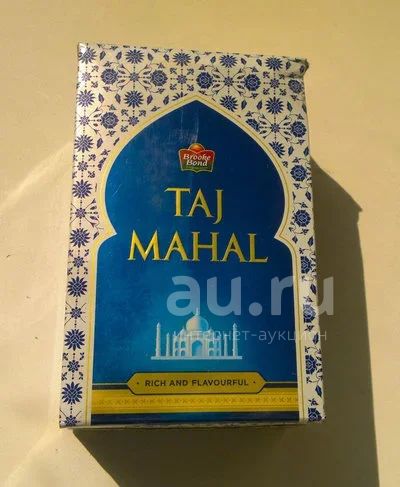 Brooke
Bond
TAJ
MAHAL
au.ru
интернет-аукцион
RICH AND FLAVOURFUL